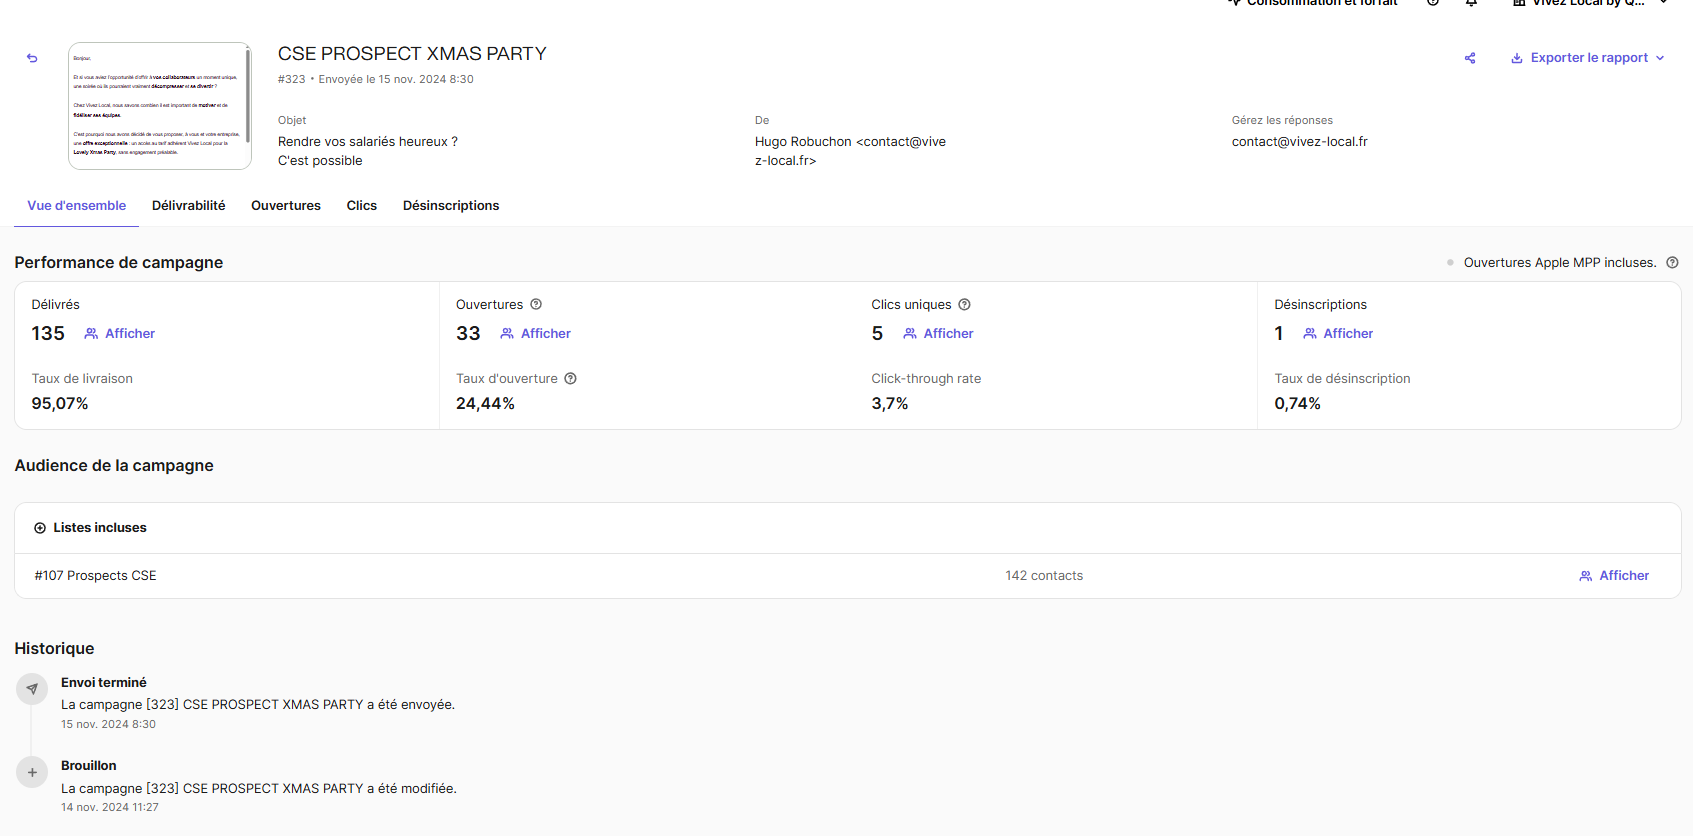 Consommation et forfait
Vivez Local by Q...
Bonjour,
Et si vous aviez l'opportunité d'offrir à vos collaborateurs un moment unique,
une soirée où ils pourraient vraiment décompresser et se divertir ?
Chez Vivez Local, nous savons combien il est important de motiver et de
fidéliser ses équipes.
C'est pourquoi nous avons décidé de vous proposer, à vous et votre entreprise,
une offre exceptionnelle : un accès au tarif adhérent Vivez Local pour la
Lovely Xmas Party, sans engagement préalable.
CSE PROSPECT XMAS PARTY
#323 • Envoyée le 15 nov. 2024 8:30
Exporter le rapport
Objet
Rendre vos salariés heureux ?
C'est possible
De
Hugo Robuchon <contact@vive
z-local.fr>
Gérez les réponses
contact@vivez-local.fr
Vue d'ensemble
Délivrabilité
Ouvertures
Clics
Désinscriptions
Performance de campagne
Ouvertures Apple MPP incluses.
Délivrés
135 Afficher
Taux de livraison
95,07%
Ouvertures
33 Afficher
Taux d'ouverture
24,44%
Clics uniques
5 Afficher
Click-through rate
3,7%
Désinscriptions
1 Afficher
Taux de désinscription
0,74%
Audience de la campagne
Listes incluses
#107 Prospects CSE
142 contacts
Afficher
Historique
Envoi terminé
La campagne [323] CSE PROSPECT XMAS PARTY a été envoyée.
15 nov. 2024 8:30
Brouillon
La campagne [323] CSE PROSPECT XMAS PARTY a été modifiée.
14 nov. 2024 11:27